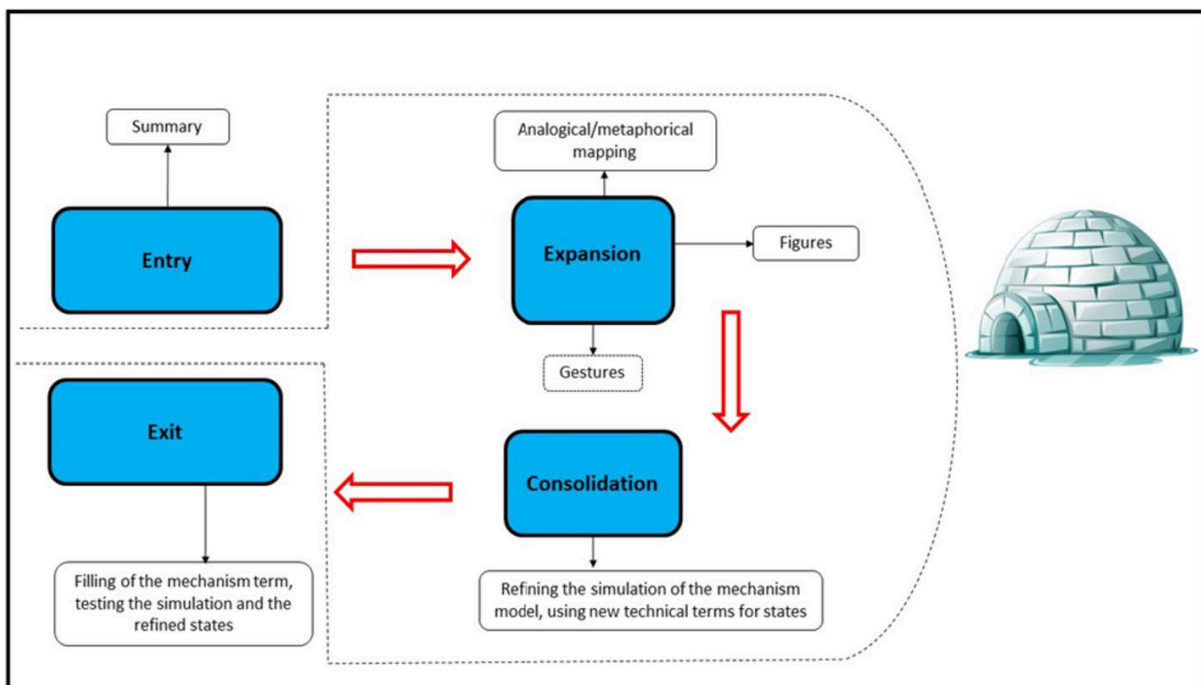 Summary
Entry
Analogical/metaphorical
mapping
Expansion
Figures
Gestures
Consolidation
Refining the simulation of the mechanism
model, using new technical terms for states
Exit
Filling of the mechanism term,
testing the simulation and the
refined states